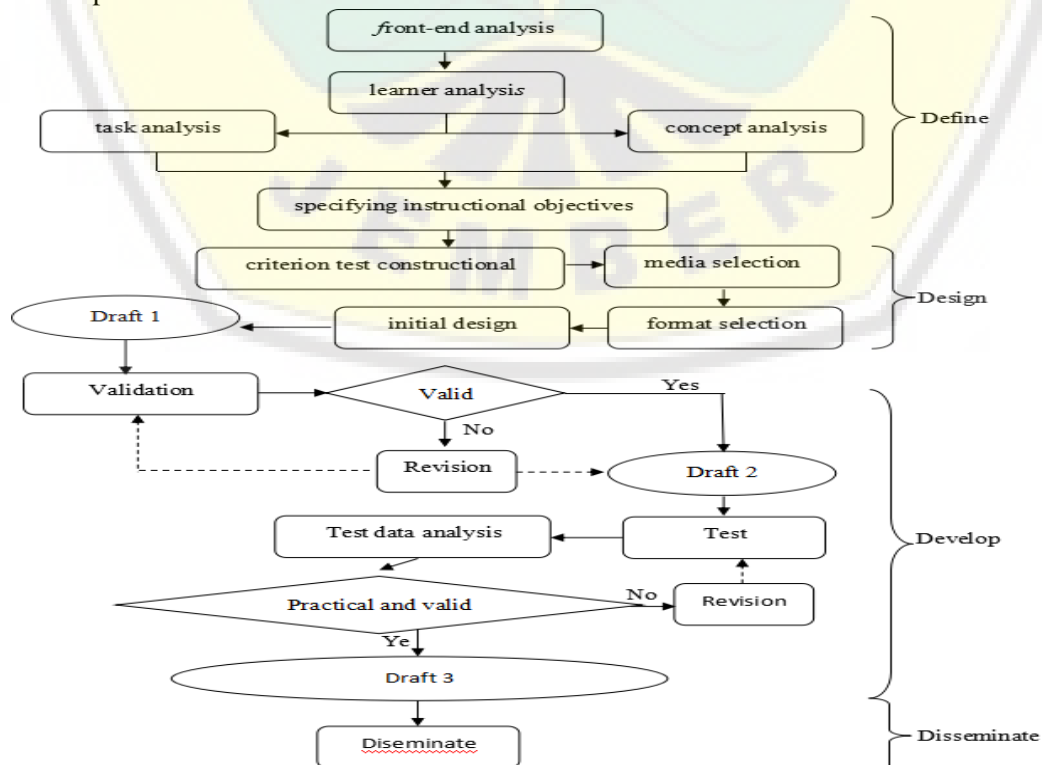 front-end analysis
learner analysis
task analysis
concept analysis
Define
specifying instructional objectives
criterion test constructional
media selection
Design
Draft 1
initial design
format selection
Validation
Valid
Yes
No
Revision
Draft 2
Test data analysis
Test
Develop
Practical and valid
No
Revision
Ye
Draft 3
Diseminate
Disseminate
JEMBER